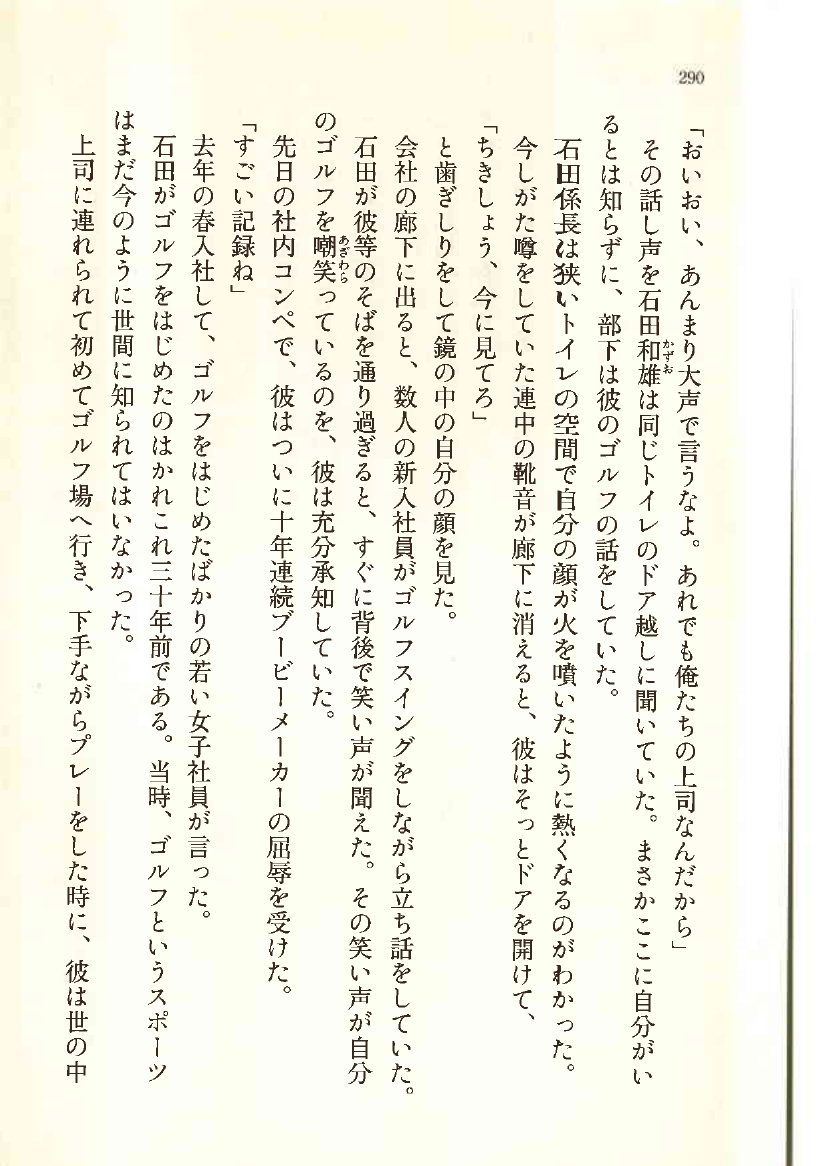 290
「おいおい、あんまり大声で言うなよ。あれでも俺たちの上司なんだから」
その話し声を石田和雄は同じトイレのドア越しに聞いていた。まさかここに自分がい
かずお
るとは知らずに、部下は彼のゴルフの話をしていた。
石田係長は狭いトイレの空間で自分の顔が火を噴いたように熱くなるのがわかった。
今しがた噂をしていた連中の靴音が廊下に消えると、彼はそっとドアを開けて、
「ちきしょう、今に見てろ」
と歯ぎしりをして鏡の中の自分の顔を見た。
会社の廊下に出ると、数人の新入社員がゴルフスイングをしながら立ち話をしていた。
石田が彼等のそばを通り過ぎると、すぐに背後で笑い声が聞えた。その笑い声が自分
のゴルフを嘲笑っているのを、彼は充分承知していた。
あざわら
先日の社内コンペで、彼はついに十年連続ブービーメーカーの屈辱を受けた。
「すごい記録ね」
去年の春入社して、ゴルフをはじめたばかりの若い女子社員が言った。
石田がゴルフをはじめたのはかれこれ三十年前である。当時、ゴルフというスポーツ
はまだ今のように世間に知られてはいなかった。
上司に連れられて初めてゴルフ場へ行き、下手ながらプレーをした時に、彼は世の中